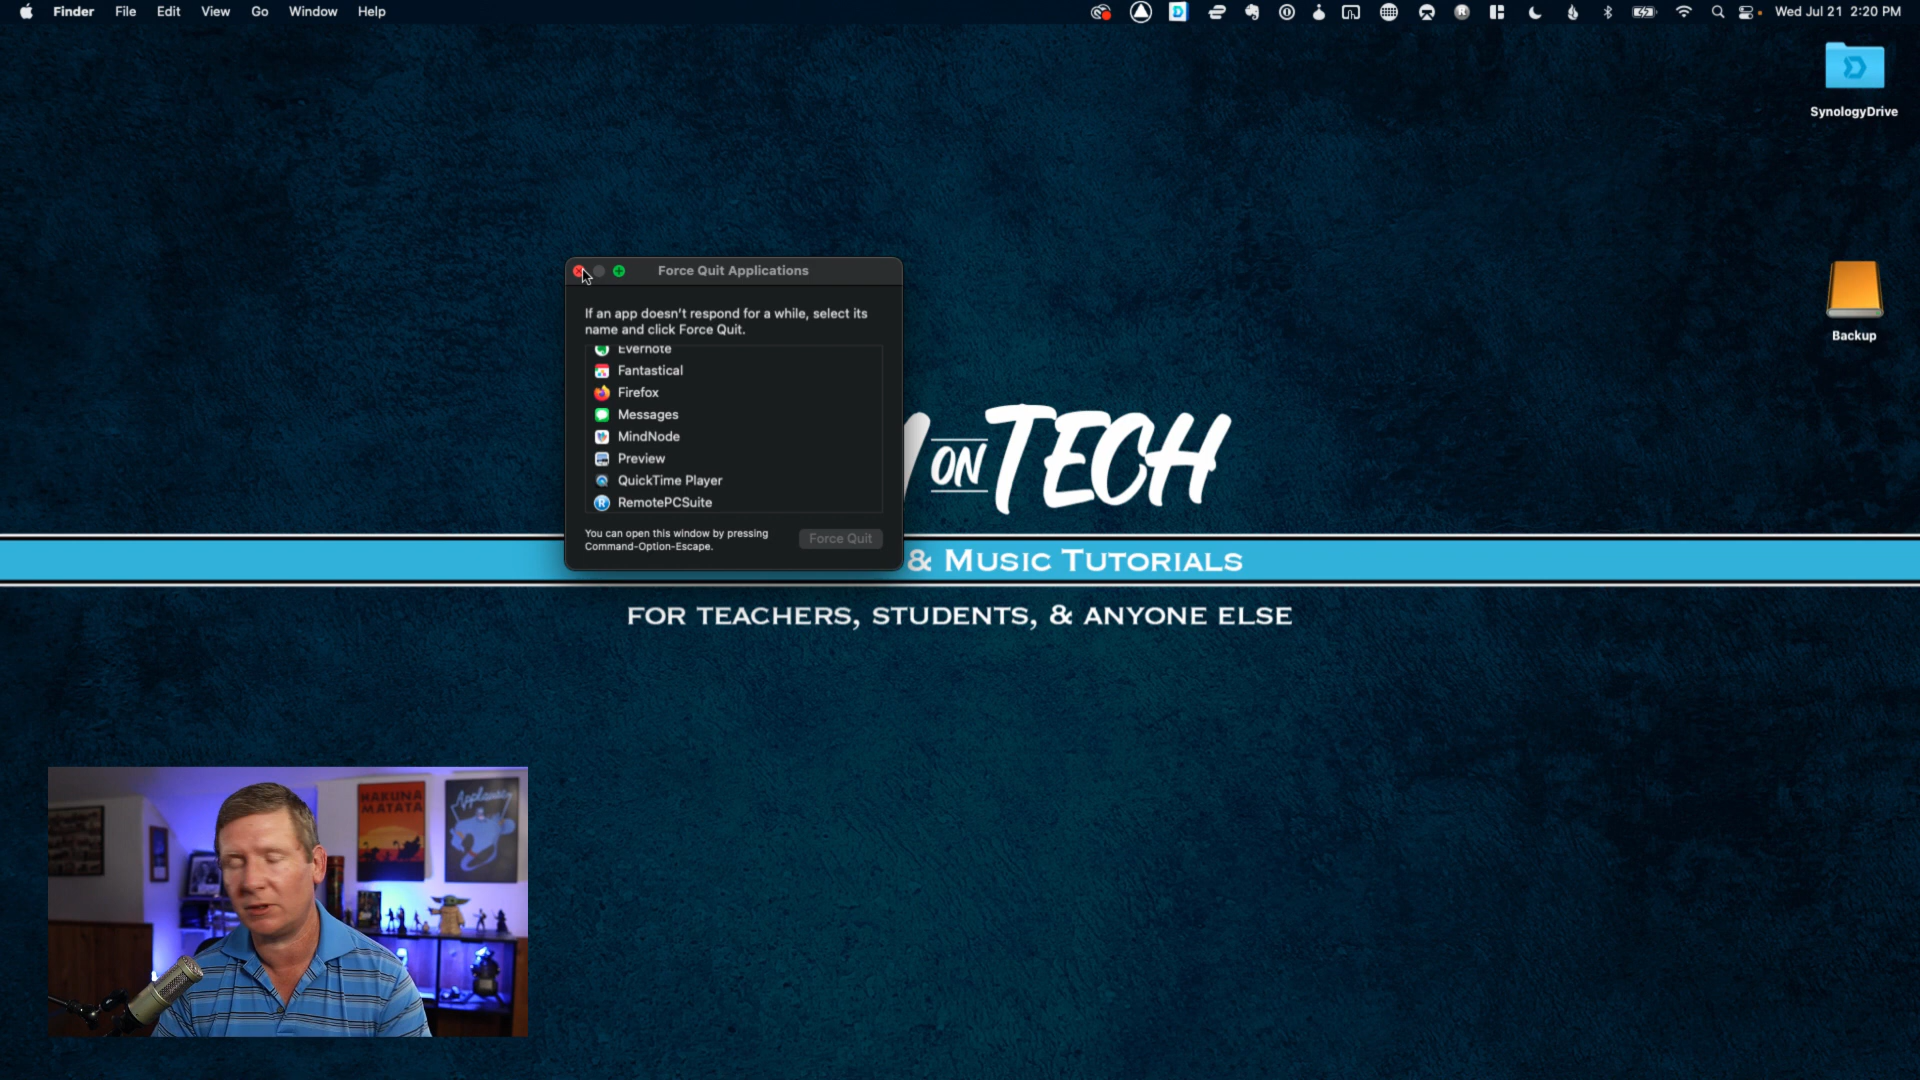 Finder File Edit View Go Window Help
Wed Jul 21 2:20 PM
SynologyDrive
Backup
Force Quit Applications
If an app doesn't respond for a while, select its
name and click Force Quit.
Evernote
Fantastical
Firefox
Messages
MindNode
Preview
QuickTime Player
RemotePCSuite
You can open this window by pressing
Command-Option-Escape.
Force Quit
ON TECH
& MUSIC TUTORIALS
FOR TEACHERS, STUDENTS, & ANYONE ELSE
HAKUNA
MATATA
Applause